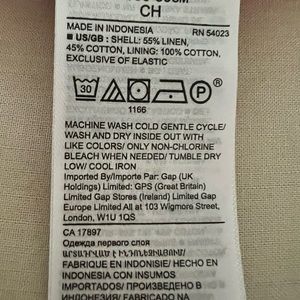 CH
MADE IN INDONESIA RN 54023
■ US/GB : SHELL: 55% LINEN,
45% COTTON, LINING: 100% COTTON,
EXCLUSIVE OF ELASTIC
30 P
1166
MACHINE WASH COLD GENTLE CYCLE/
WASH AND DRY INSIDE OUT WITH
LIKE COLORS/ ONLY NON-CHLORINE
BLEACH WHEN NEEDED/ TUMBLE DRY
LOW/ COOL IRON
Imported By/Importe Par: Gap (UK
Holdings) Limited: GPS (Great Britain)
Limited Gap Stores (Ireland) Limited Gap
Europe Limited All at 103 Wigmore Street,
London, W1U 1QS
CA 17897
Одежда первого слоя
FABRIQUE EN INDONISIE/ HECHO EN
INDONESIA CON INSUMOS
IMPORTADOS/ ПРОИЗВЕДЕНО В
ИНДОНЕЗИЯ/ FABRICADO NA